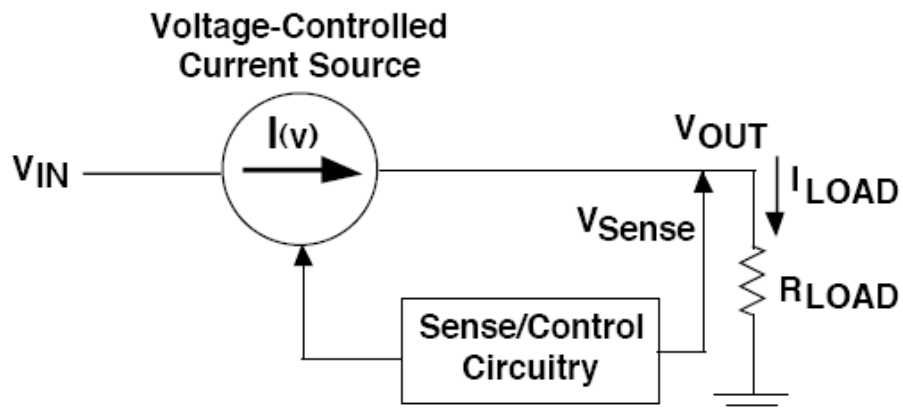 Voltage-Controlled
Current Source
I(v)
VIN
VOUT
ILOAD
VSense
RLOAD
Sense/Control
Circuitry